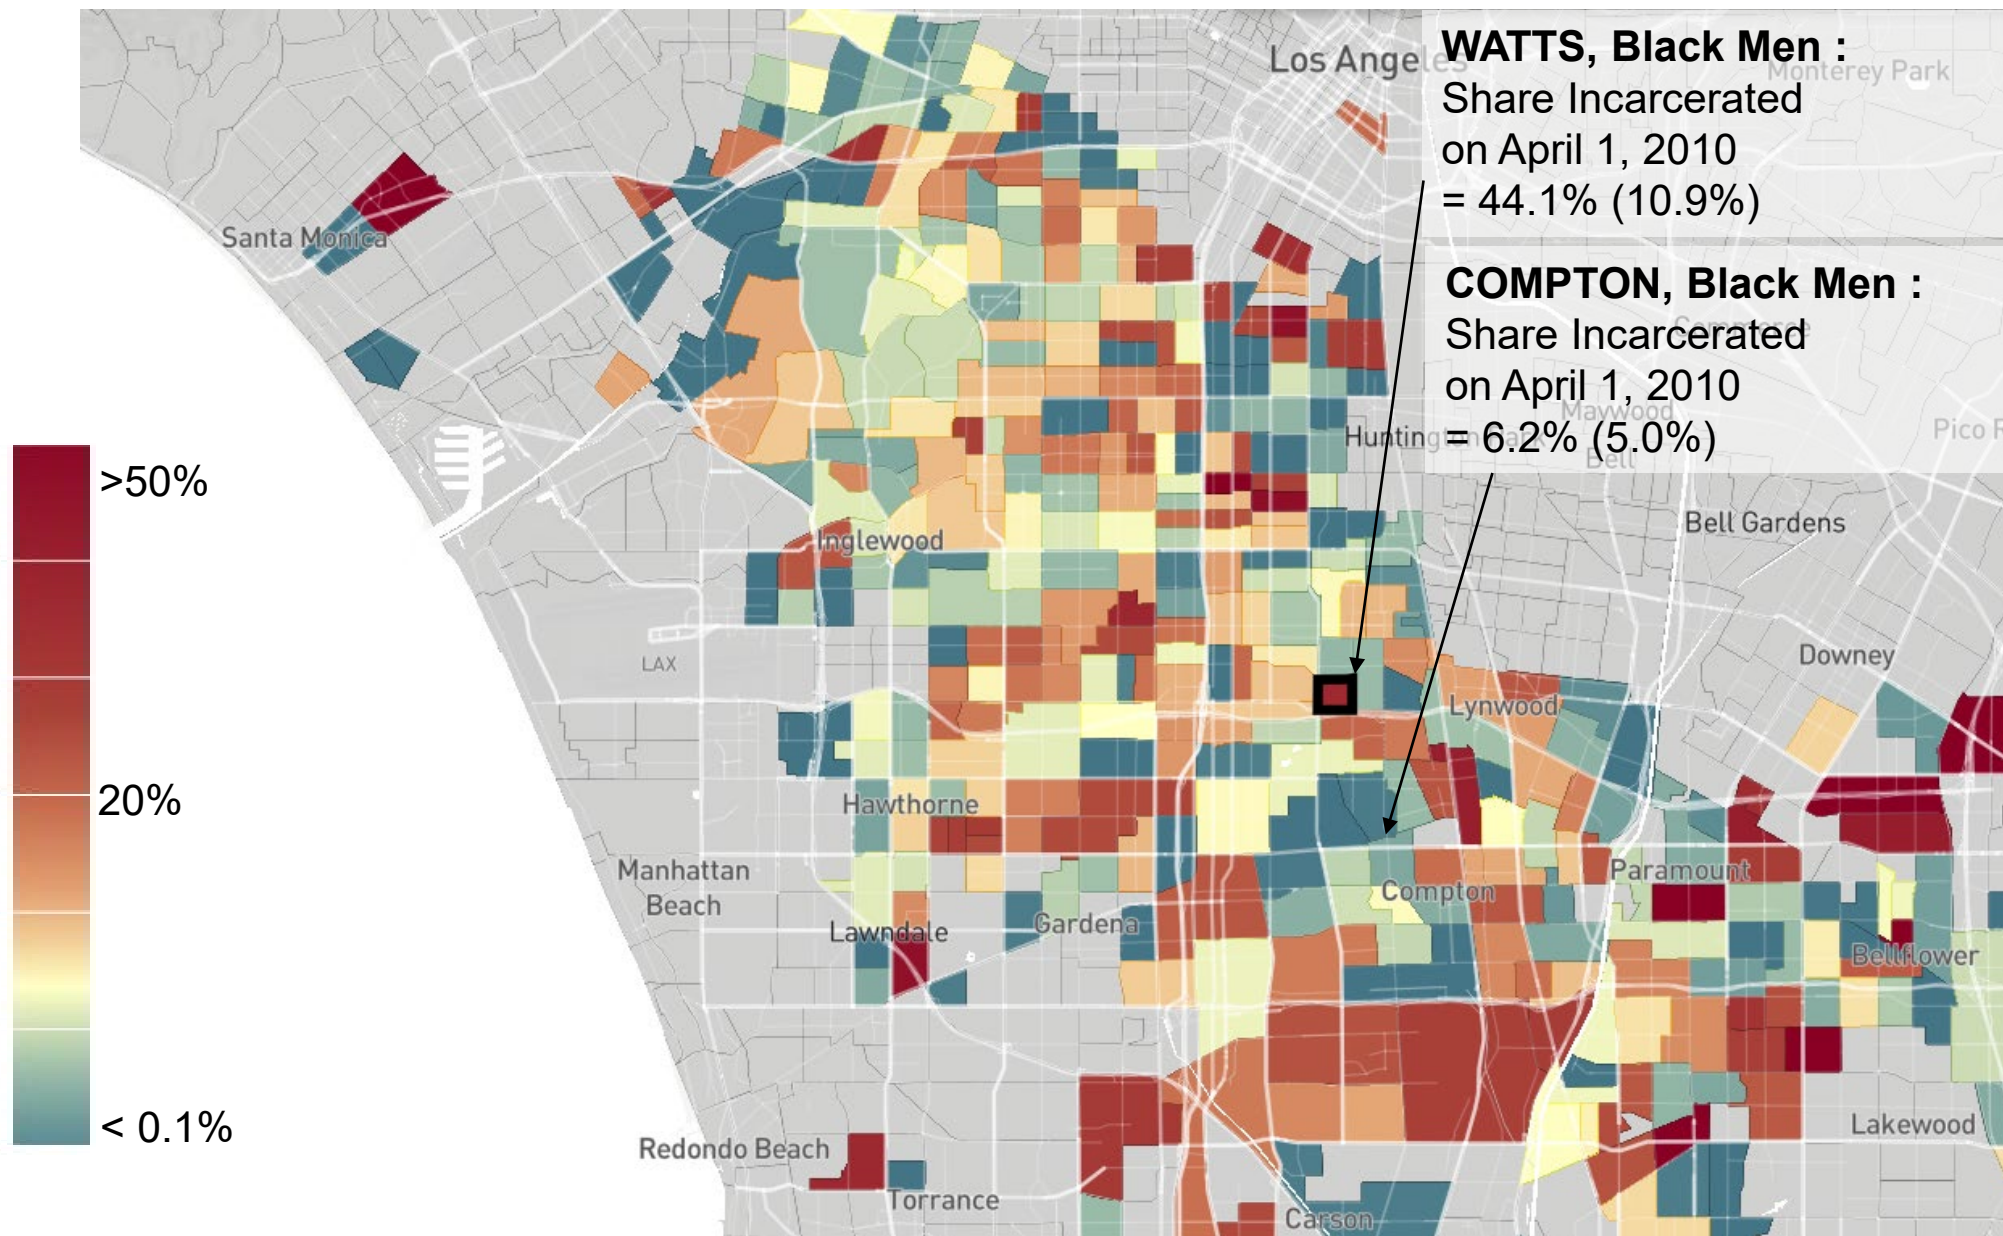 Los Angeles
Monterey Park
WATTS, Black Men :
Share Incarcerated
on April 1, 2010
= 44.1% (10.9%)
Santa Monica
COMPTON, Black Men :
Share Incarcerated
on April 1, 2010
= 6.2% (5.0%)
Commerce
Maywood
Huntington Park
Bell
Pico R
>50%
Bell Gardens
Inglewood
LAX
Downey
Lynwood
20%
Hawthorne
Manhattan
Beach
Paramount
Compton
Lawndale
Gardena
Bellflower
< 0.1%
Redondo Beach
Lakewood
Torrance
Carson